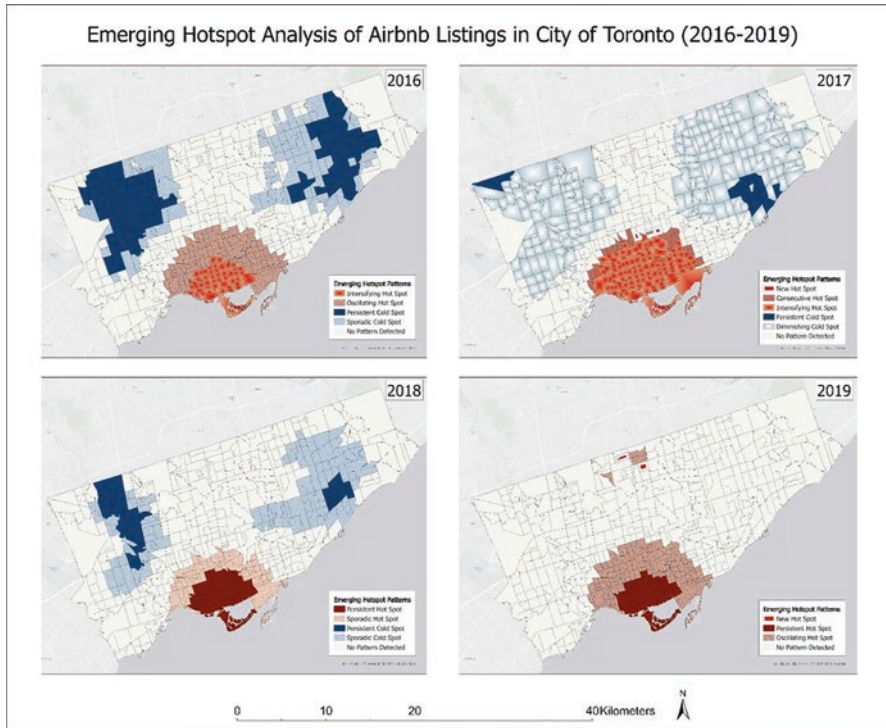 Emerging Hotspot Analysis of Airbnb Listings in City of Toronto (2016-2019)
2016
Emerging Hotspot Patterns
Intensifying Hot Spot
Oscillating Hot Spot
Persistent Cold Spot
Sporadic Cold Spot
No Pattern Detected
2017
Emerging Hotspot Patterns
New Hot Spot
Consecutive Hot Spot
Intensifying Hot Spot
Persistent Cold Spot
Diminishing Cold Spot
No Pattern Detected
2018
Emerging Hotspot Patterns
Persistent Hot Spot
Sporadic Hot Spot
Persistent Cold Spot
Sporadic Cold Spot
No Pattern Detected
2019
Emerging Hotspot Patterns
New Hot Spot
Persistent Hot Spot
Oscillating Hot Spot
No Pattern Detected
0 10 20 40Kilometers
N